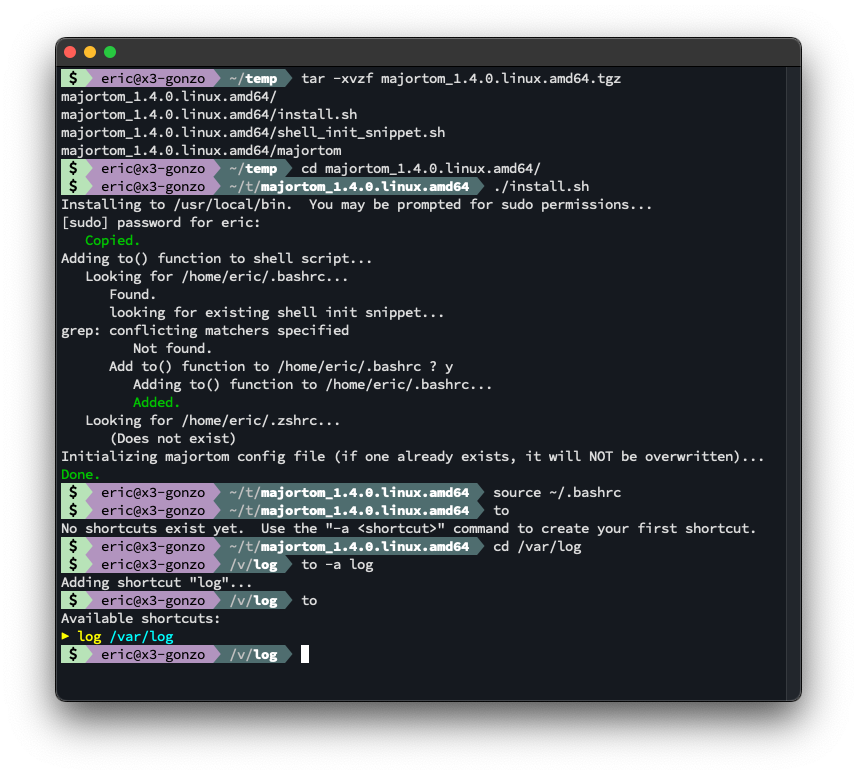 $ eric@x3-gonzo ~/temp tar -xvzf majortom_1.4.0.linux.amd64.tgz
majortom_1.4.0.linux.amd64/
majortom_1.4.0.linux.amd64/install.sh
majortom_1.4.0.linux.amd64/shell_init_snippet.sh
majortom_1.4.0.linux.amd64/majortom
$ eric@x3-gonzo ~/temp cd majortom_1.4.0.linux.amd64/
$ eric@x3-gonzo ~/t/majortom_1.4.0.linux.amd64 ./install.sh
Installing to /usr/local/bin.  You may be prompted for sudo permissions...
[sudo] password for eric:
   Copied.
Adding to() function to shell script...
   Looking for /home/eric/.bashrc...
      Found.
      looking for existing shell init snippet...
grep: conflicting matchers specified
         Not found.
      Add to() function to /home/eric/.bashrc ? y
         Adding to() function to /home/eric/.bashrc...
         Added.
   Looking for /home/eric/.zshrc...
      (Does not exist)
Initializing majortom config file (if one already exists, it will NOT be overwritten)...
Done.
$ eric@x3-gonzo ~/t/majortom_1.4.0.linux.amd64 source ~/.bashrc
$ eric@x3-gonzo ~/t/majortom_1.4.0.linux.amd64 to
No shortcuts exist yet.  Use the "-a <shortcut>" command to create your first shortcut.
$ eric@x3-gonzo ~/t/majortom_1.4.0.linux.amd64 cd /var/log
$ eric@x3-gonzo /v/log to -a log
Adding shortcut "log"...
$ eric@x3-gonzo /v/log to
Available shortcuts:
► log /var/log
$ eric@x3-gonzo /v/log